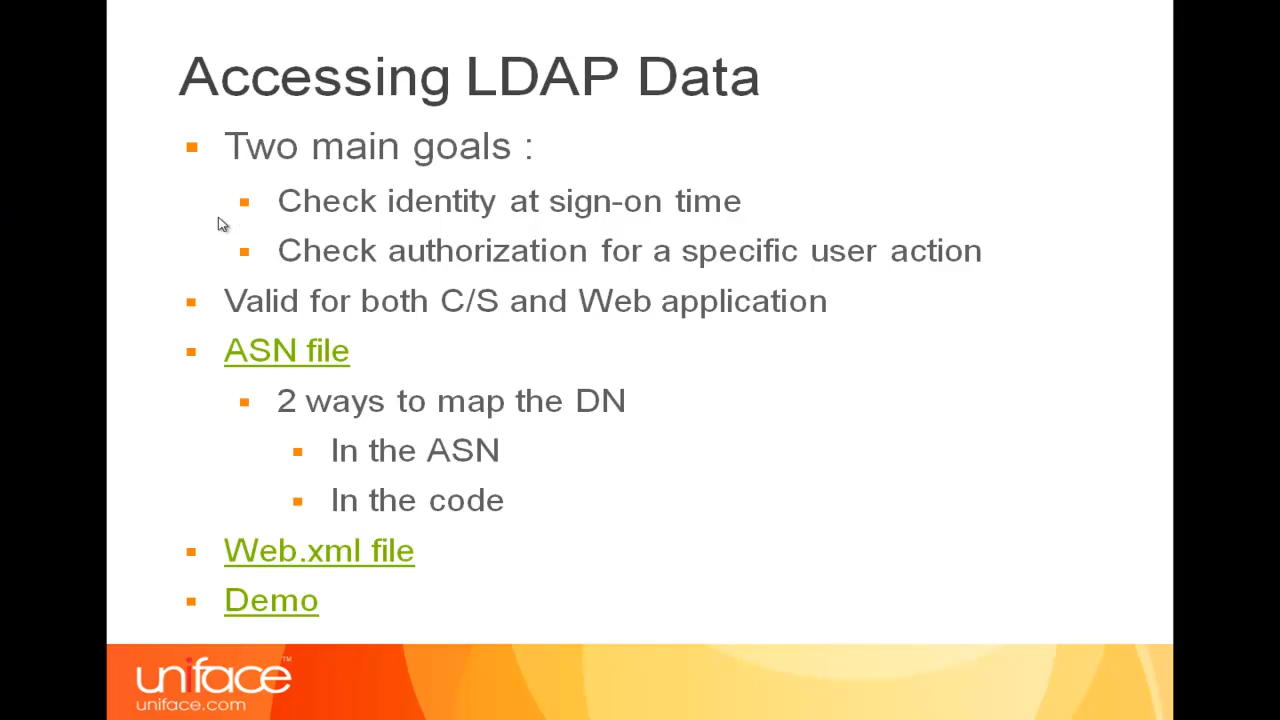 Accessing LDAP Data
Two main goals :
Check identity at sign-on time
Check authorization for a specific user action
Valid for both C/S and Web application
ASN file
2 ways to map the DN
In the ASN
In the code
Web.xml file
Demo
uniface™
uniface.com